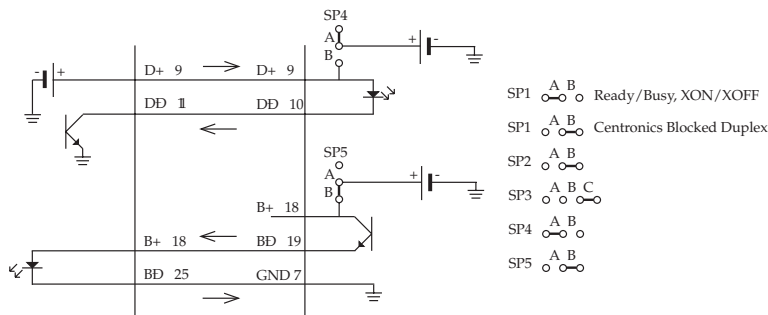 SP4
A
B
+ -
- +
D+ 9 D+ 9
DĐ 11 DĐ 10
SP5
A
B
+ -
B+ 18
B+ 18 BĐ 19
BĐ 25 GND 7
SP1 A B Ready/Busy, XON/XOFF
SP1 A B Centronics Blocked Duplex
SP2 A B
SP3 A B C
SP4 A B
SP5 A B